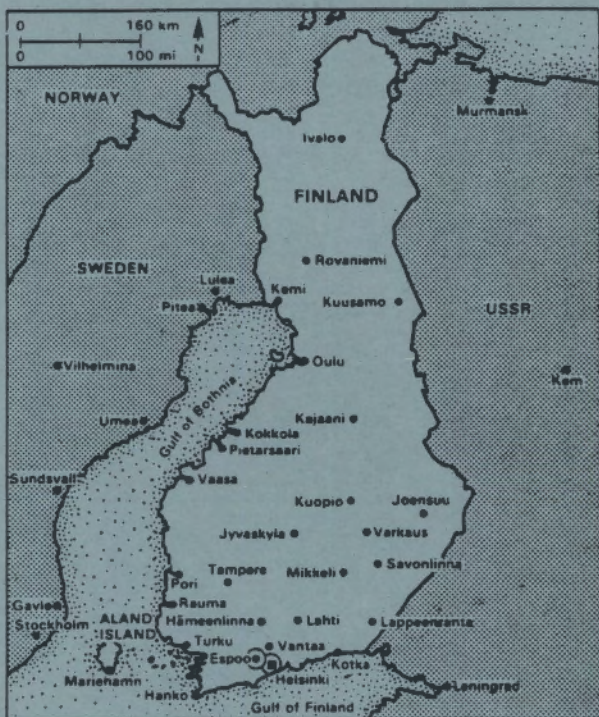 0 160 km
0 100 mi
N
NORWAY
Murmansk
Ivalo
FINLAND
SWEDEN
Rovaniemi
Lulea
Kemi
Pitea
Kuusamo
USSR
Oulu
Vilhelmina
Kem
Gulf of Bothnia
Umea
Kajaani
Kokkola
Pietarsaari
Sundsvall
Vaasa
Kuopio
Joensuu
Jyvaskyla
Varkaus
Tampere
Mikkeli
Savonlinna
Pori
Gavle
Rauma
ALAND
ISLAND
Hämeenlinna
Lahti
Lappeenranta
Stockholm
Turku
Vantaa
Espoo
Kotka
Mariehamn
Helsinki
Hanko
Leningrad
Gulf of Finland